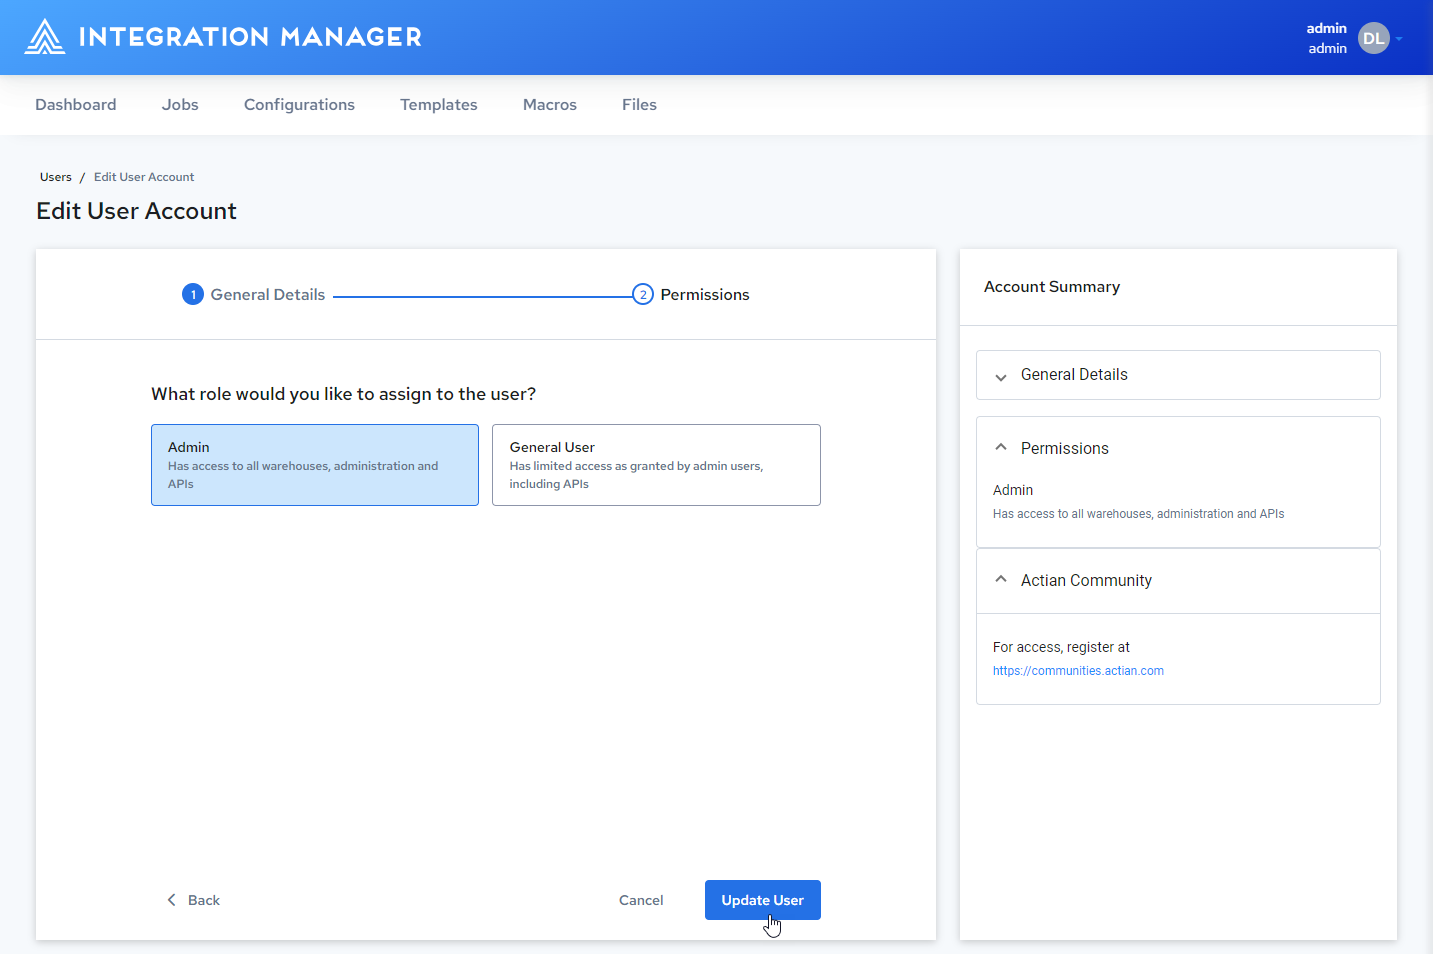 INTEGRATION MANAGER
admin
admin
DL
Dashboard
Jobs
Configurations
Templates
Macros
Files
Users / Edit User Account
Edit User Account
1 General Details
2 Permissions
What role would you like to assign to the user?
Admin
Has access to all warehouses, administration and
APIs
General User
Has limited access as granted by admin users,
including APIs
Back
Cancel
Update User
Account Summary
General Details
Permissions
Admin
Has access to all warehouses, administration and APIs
Actian Community
For access, register at
https://communities.actian.com